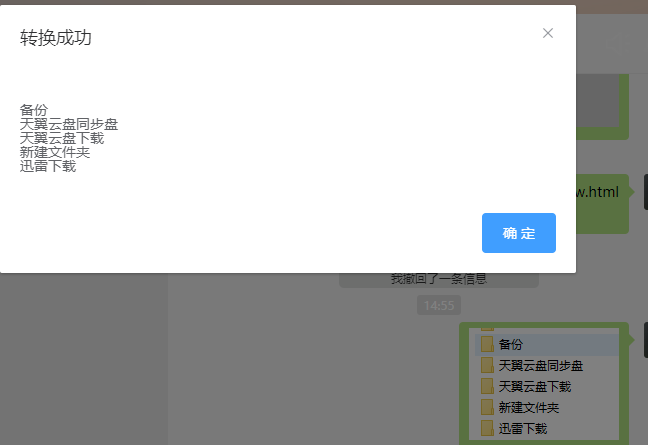 转换成功
备份
天翼云盘同步盘
天翼云盘下载
新建文件夹
迅雷下载
确 定
w.html
我撤回了一条信息
14:55
备份
天翼云盘同步盘
天翼云盘下载
新建文件夹
迅雷下载